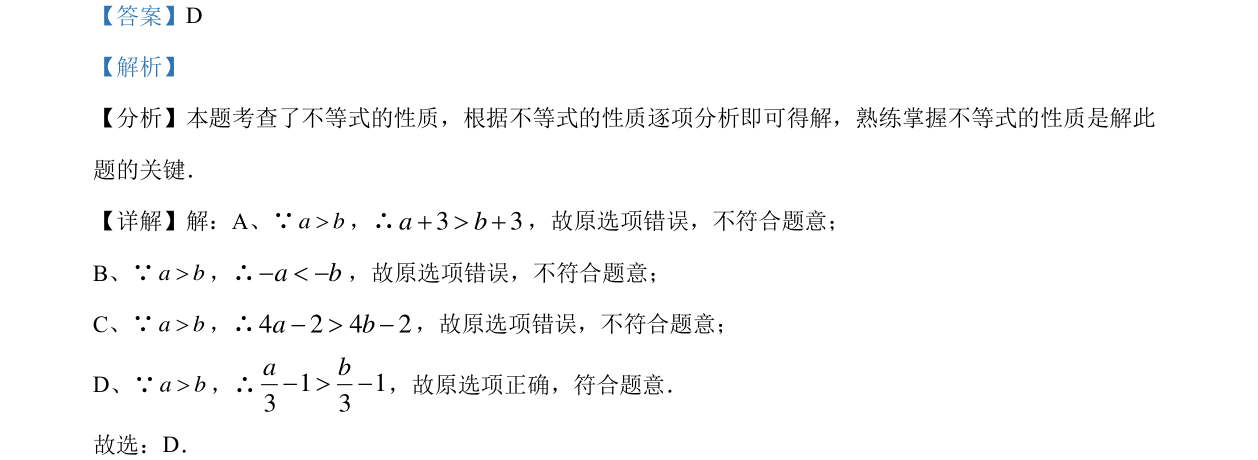 【答案】D
【解析】
【分析】本题考查了不等式的性质，根据不等式的性质逐项分析即可得解，熟练掌握不等式的性质是解此
题的关键．
【详解】解：A、∵a＞b，∴a+3＞b+3，故原选项错误，不符合题意；
B、∵a＞b，∴−a＜−b，故原选项错误，不符合题意；
C、∵a＞b，∴4a−2＞4b−2，故原选项错误，不符合题意；
D、∵a＞b，∴a/3−1＞b/3−1，故原选项正确，符合题意．
故选：D．